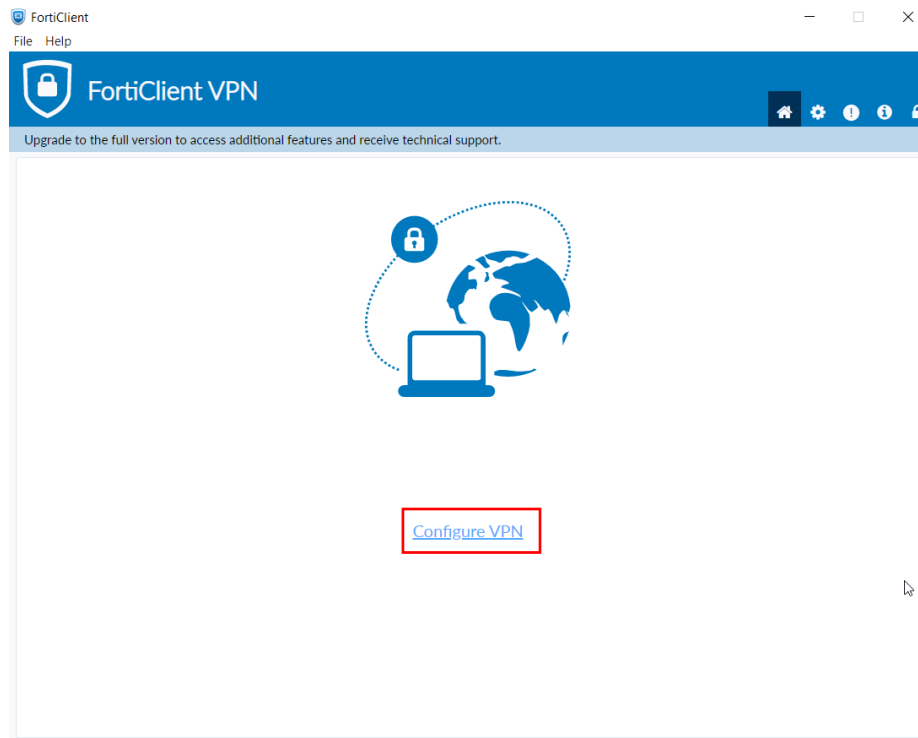 FortiClient
File Help
FortiClient VPN
Upgrade to the full version to access additional features and receive technical support.
Configure VPN